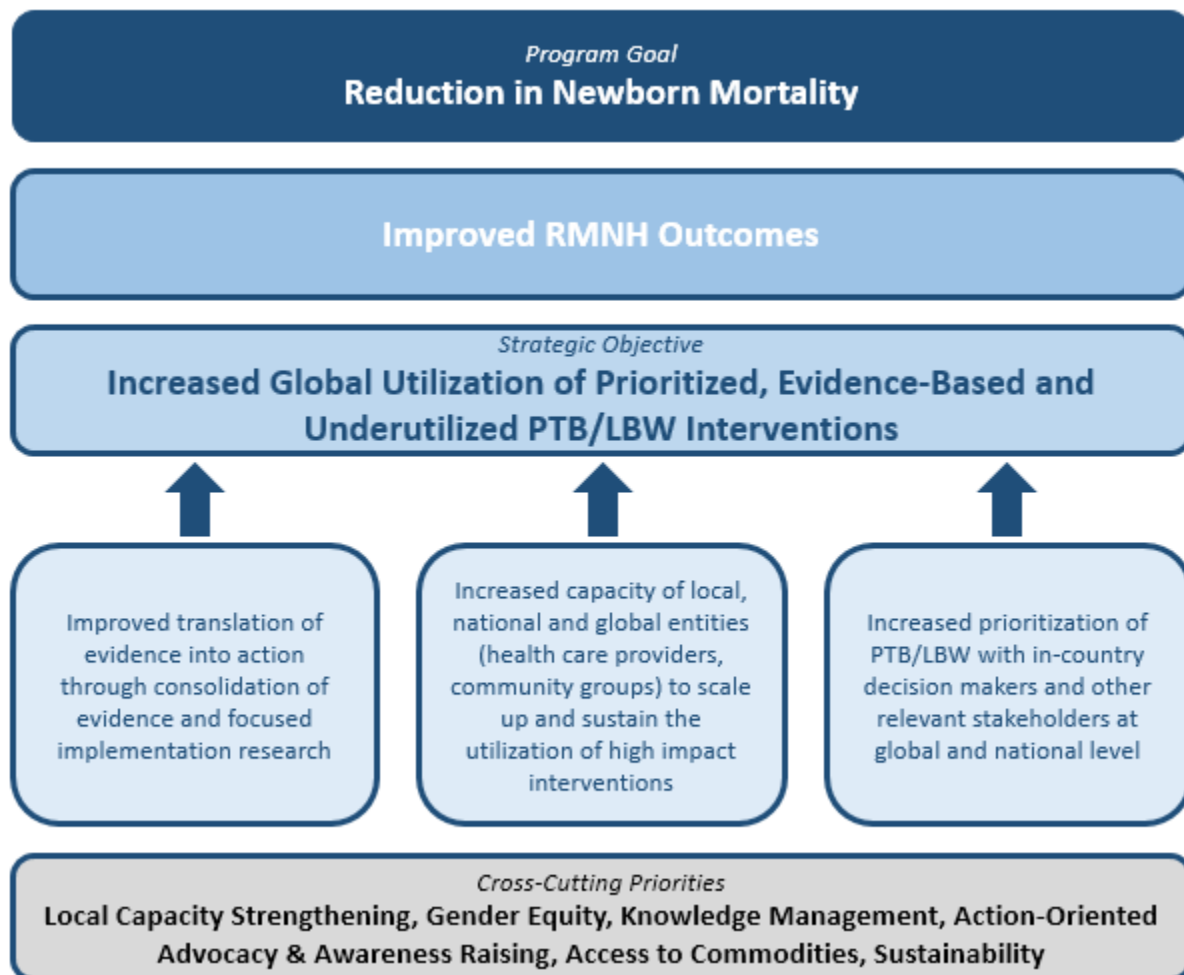 Program Goal
Reduction in Newborn Mortality
Improved RMNH Outcomes
Strategic Objective
Increased Global Utilization of Prioritized, Evidence-Based and
Underutilized PTB/LBW Interventions
Improved translation of
evidence into action
through consolidation of
evidence and focused
implementation research
Increased capacity of local,
national and global entities
(health care providers,
community groups) to scale
up and sustain the
utilization of high impact
interventions
Increased prioritization of
PTB/LBW with in-country
decision makers and other
relevant stakeholders at
global and national level
Cross-Cutting Priorities
Local Capacity Strengthening, Gender Equity, Knowledge Management, Action-Oriented
Advocacy & Awareness Raising, Access to Commodities, Sustainability